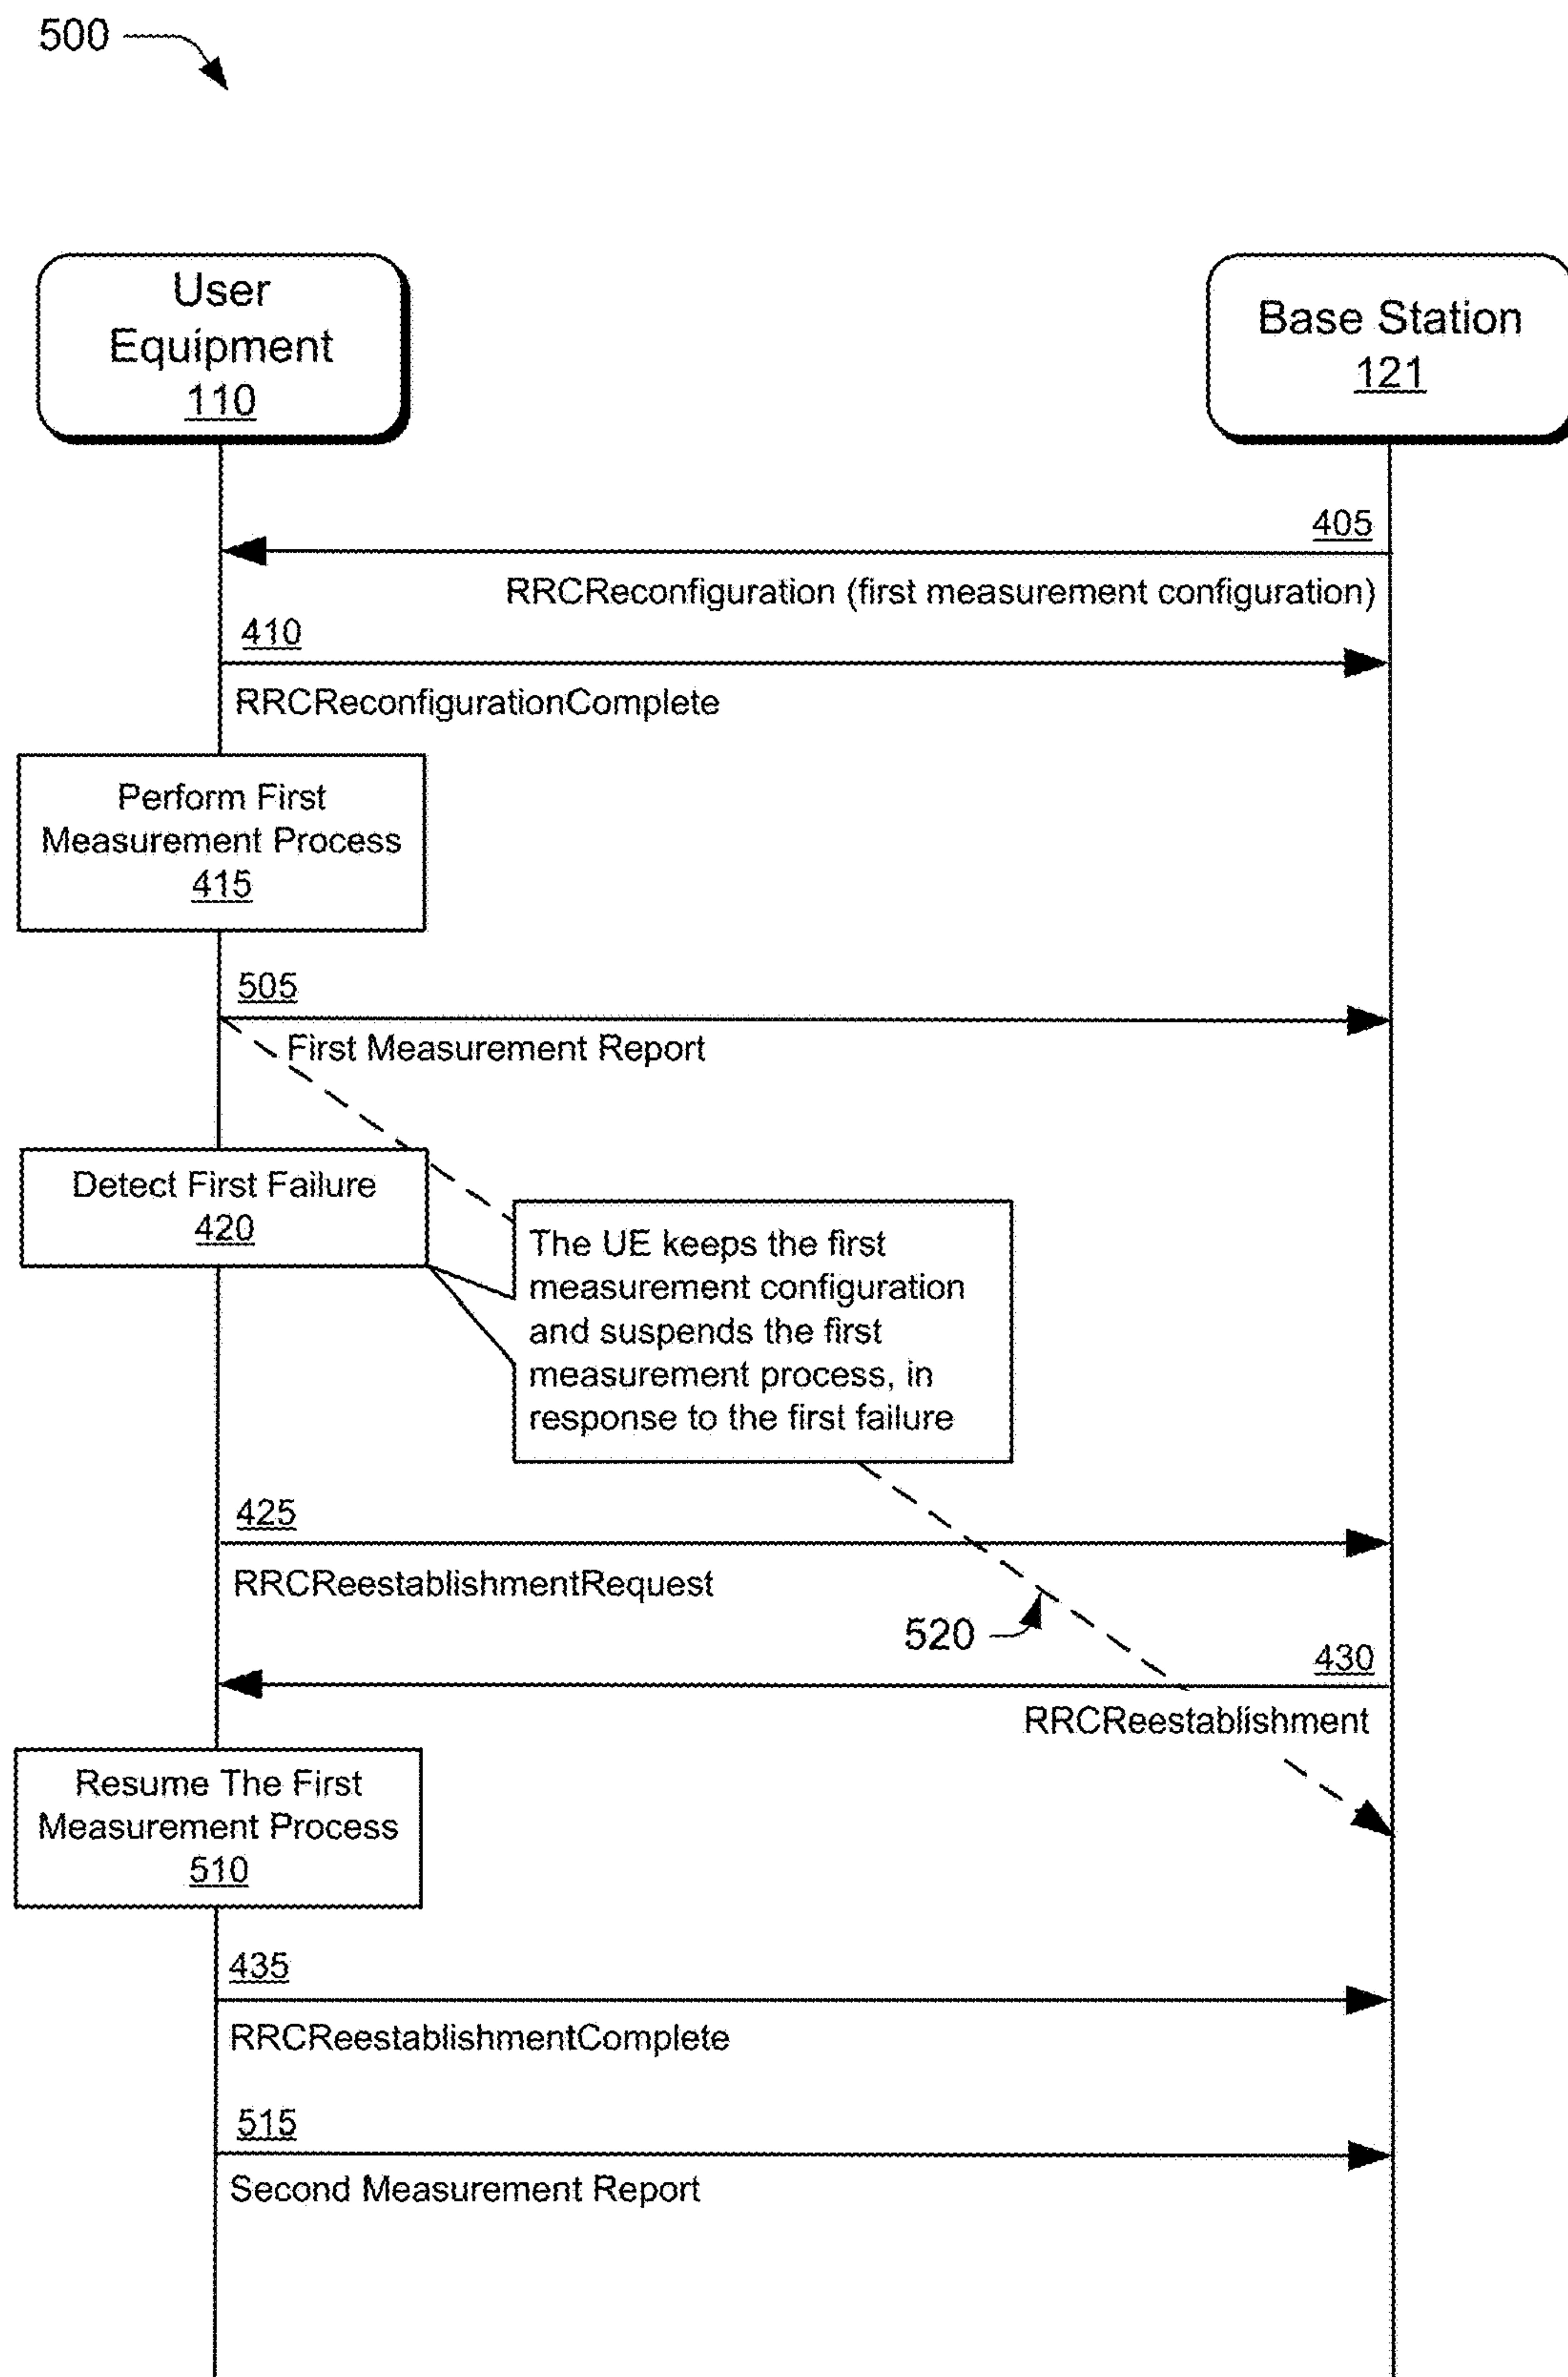 500
User
Equipment
110
Base Station
121
405
RRCReconfiguration (first measurement configuration)
410
RRCReconfigurationComplete
Perform First
Measurement Process
415
505
First Measurement Report
Detect First Failure
420
The UE keeps the first
measurement configuration
and suspends the first
measurement process, in
response to the first failure
425
RRCReestablishmentRequest
520
430
RRCReestablishment
Resume The First
Measurement Process
510
435
RRCReestablishmentComplete
515
Second Measurement Report